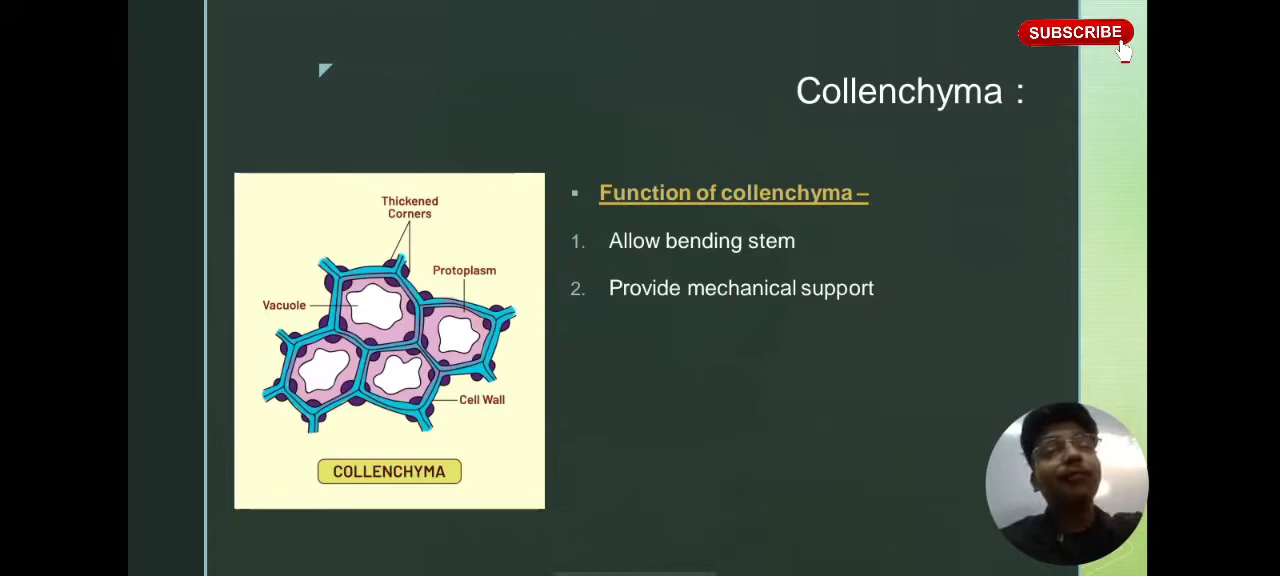 SUBSCRIBE
Collenchyma :
Thickened
Corners
Protoplasm
Vacuole
Cell Wall
COLLENCHYMA
▪ Function of collenchyma –
1. Allow bending stem
2. Provide mechanical support